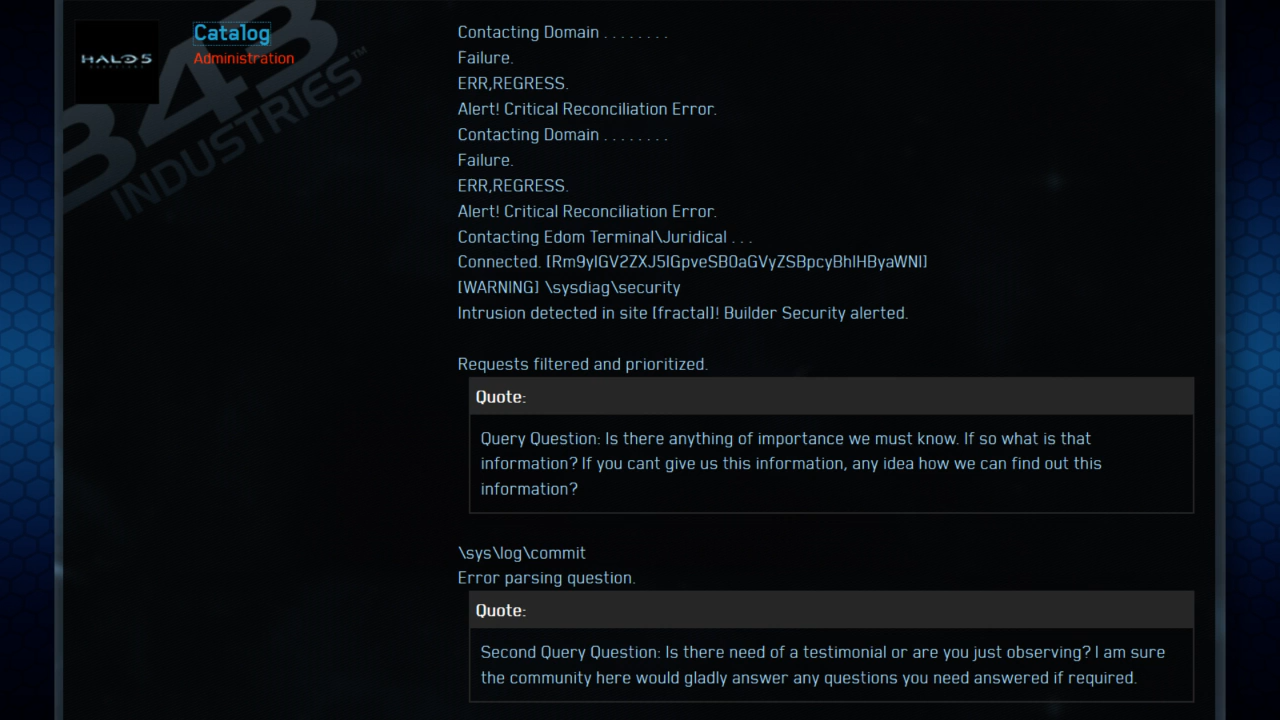 343
INDUSTRIES™
HALO 5
Catalog
Administration
Contacting Domain . . . . . . . .
Failure.
ERR,REGRESS.
Alert! Critical Reconciliation Error.
Contacting Domain . . . . . . . .
Failure.
ERR,REGRESS.
Alert! Critical Reconciliation Error.
Contacting Edom Terminal\Juridical . . .
Connected. [Rm9yIGV2ZXJ5IGpveSB0aGVyZSBpcyBhIHByaWNl]
[WARNING] \sysdiag\security
Intrusion detected in site [fractal]! Builder Security alerted.
Requests filtered and prioritized.
Quote:
Query Question: Is there anything of importance we must know. If so what is that
information? If you cant give us this information, any idea how we can find out this
information?
\sys\log\commit
Error parsing question.
Quote:
Second Query Question: Is there need of a testimonial or are you just observing? I am sure
the community here would gladly answer any questions you need answered if required.